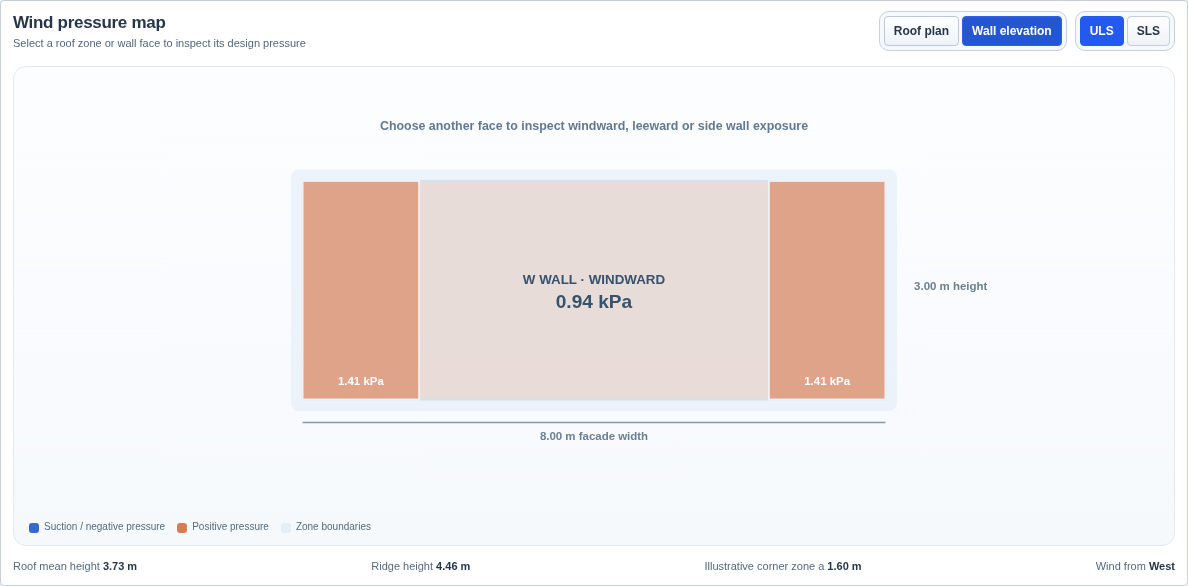 Wind pressure map
Select a roof zone or wall face to inspect its design pressure
Roof plan
Wall elevation
ULS
SLS
Choose another face to inspect windward, leeward or side wall exposure
W WALL · WINDWARD
0.94 kPa
3.00 m height
1.41 kPa
1.41 kPa
8.00 m facade width
Suction / negative pressure
Positive pressure
Zone boundaries
Roof mean height 3.73 m
Ridge height 4.46 m
Illustrative corner zone a 1.60 m
Wind from West